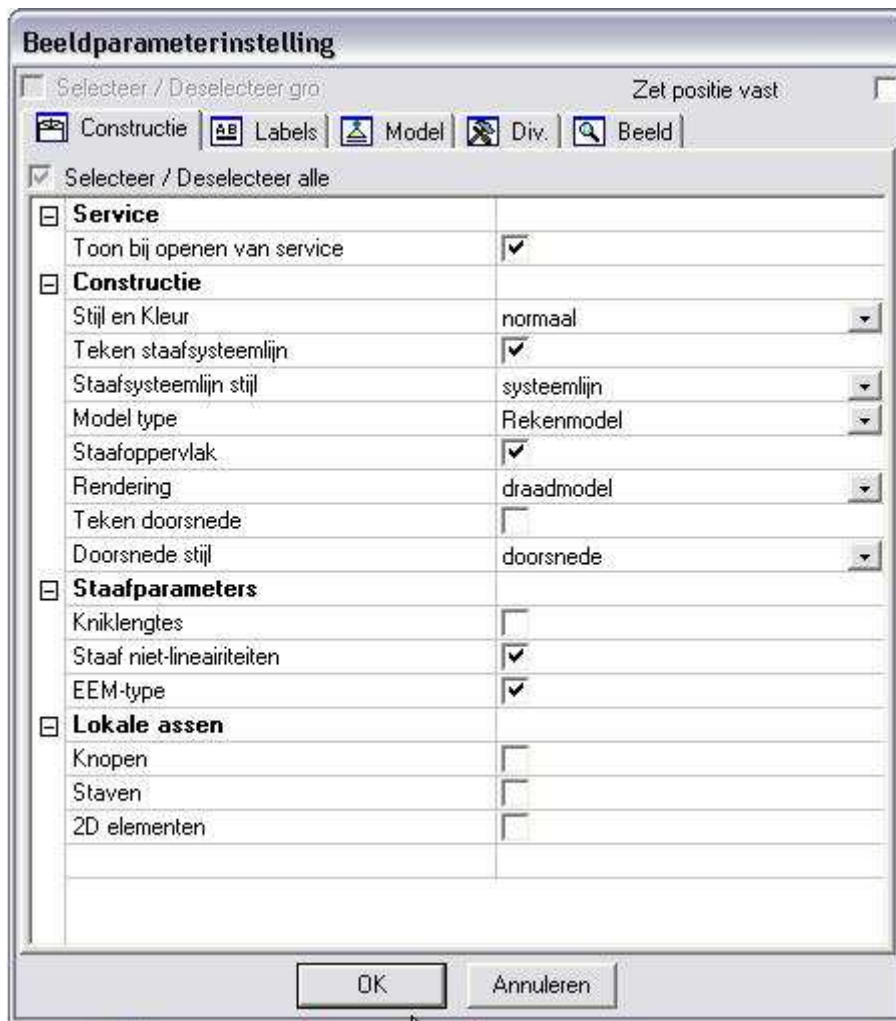 Beeldparameterinstelling
Selecteer / Deselecteer gro
Zet positie vast
Constructie
Labels
Model
Div.
Beeld
Selecteer / Deselecteer alle
Service
Toon bij openen van service
Constructie
Stijl en Kleur normaal
Teken staafsysteemlijn
Staafsysteemlijn stijl systeemlijn
Model type Rekenmodel
Staafoppervlak
Rendering draadmodel
Teken doorsnede
Doorsnede stijl doorsnede
Staafparameters
Kniklengtes
Staaf niet-lineairiteiten
EEM-type
Lokale assen
Knopen
Staven
2D elementen
OK Annuleren